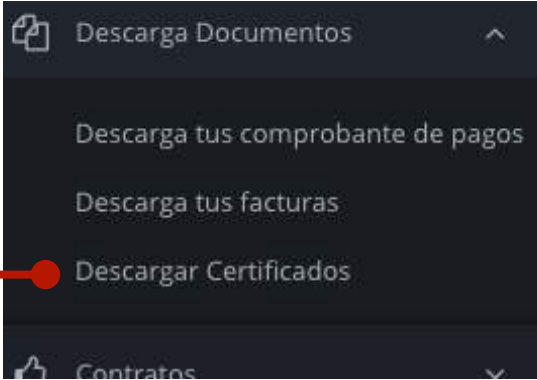 Descarga Documentos
Descarga tus comprobante de pagos
Descarga tus facturas
Descargar Certificados
Contratos